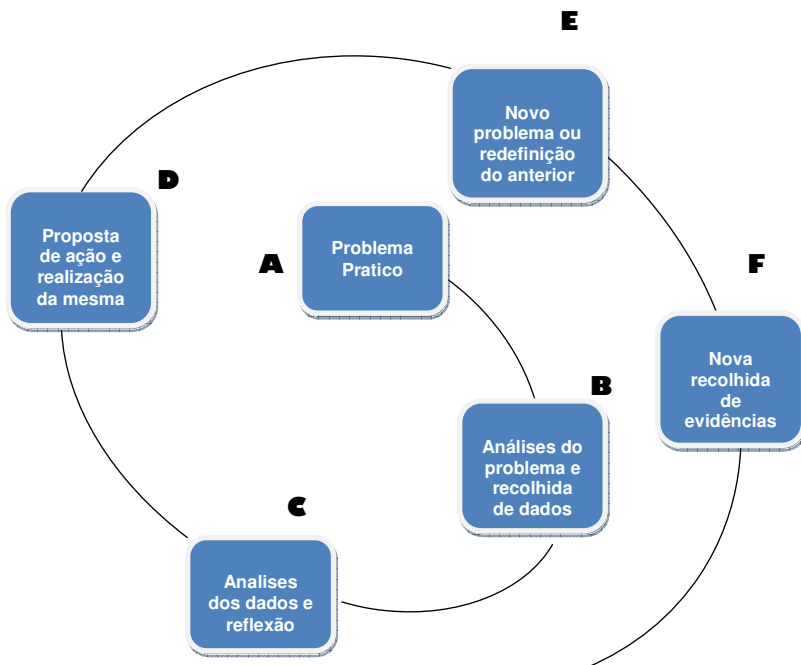 A
Problema
Pratico
B
Análises do
problema e
recolhida
de dados
C
Analises
dos dados e
reflexão
D
Proposta
de ação e
realização
da mesma
E
Novo
problema ou
redefinição
do anterior
F
Nova
recolhida
de
evidências